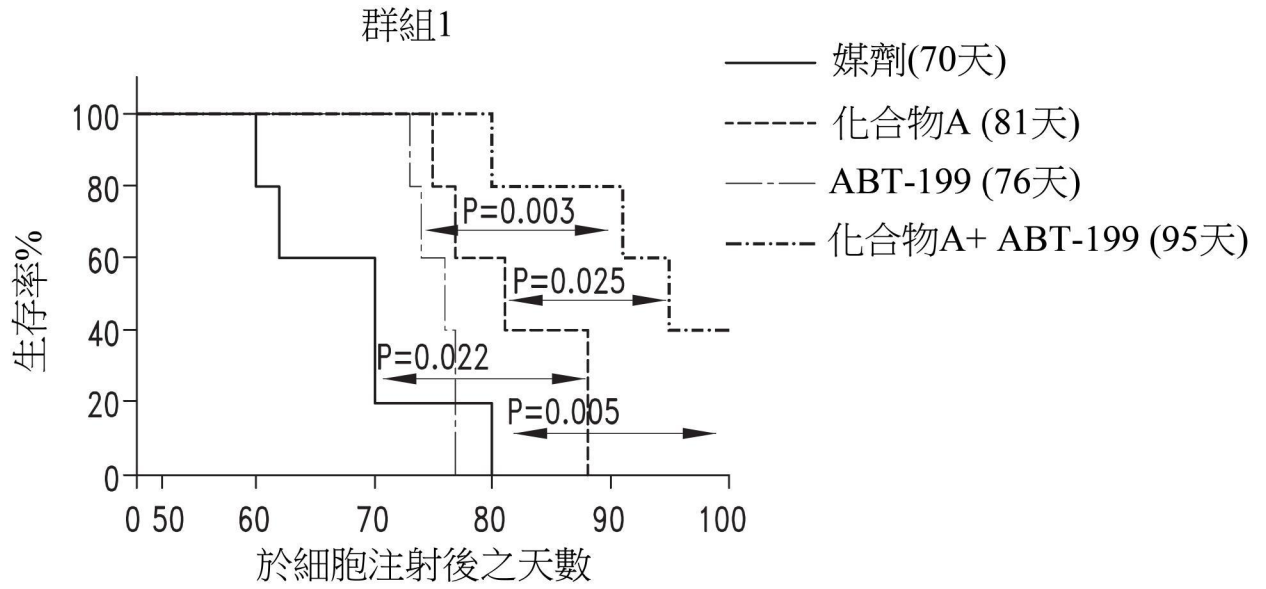 群組1
媒劑(70天)
化合物A (81天)
ABT-199 (76天)
化合物A+ ABT-199 (95天)
生存率%
100
80
60
40
20
0
P=0.003
P=0.025
P=0.022
P=0.005
0 50 60 70 80 90 100
於細胞注射後之天數